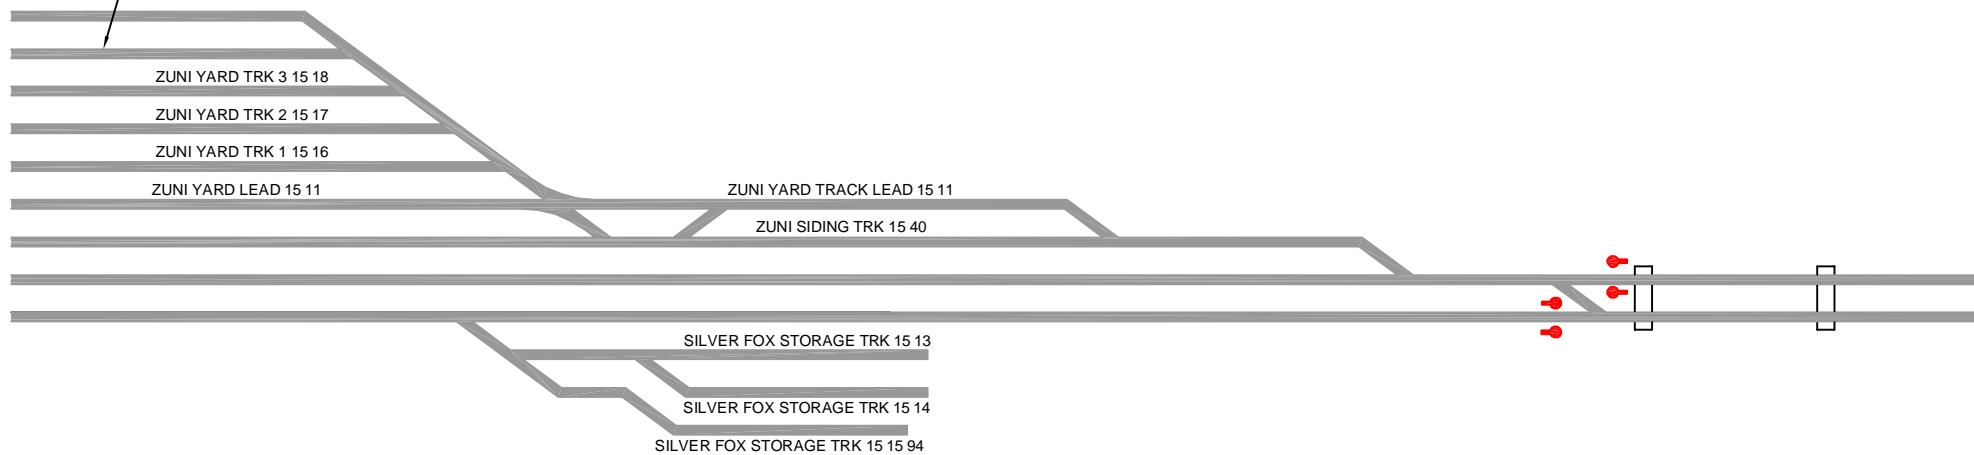 ZUNI YARD TRK 3 15 18
ZUNI YARD TRK 2 15 17
ZUNI YARD TRK 1 15 16
ZUNI YARD LEAD 15 11
ZUNI YARD TRACK LEAD 15 11
ZUNI SIDING TRK 15 40
SILVER FOX STORAGE TRK 15 13
SILVER FOX STORAGE TRK 15 14
SILVER FOX STORAGE TRK 15 15 94